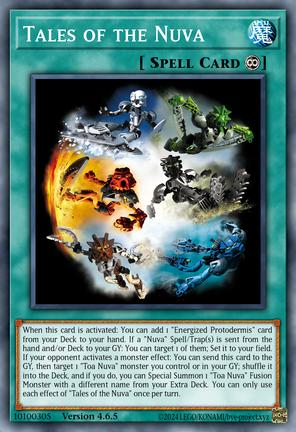 TALES OF THE NUVA
魔
[ SPELL CARD ∞ ]
When this card is activated: You can add 1 "Energized Protodermis" card
from your Deck to your hand. If a "Nuva" Spell/Trap(s) is sent from the
hand and/or Deck to your GY: You can target 1 of them; Set it to your field.
If your opponent activates a monster effect: You can send this card to the
GY, then target 1 "Toa Nuva" monster you control or in your GY; shuffle it
into the Deck, and if you do, you can Special Summon 1 "Toa Nuva" Fusion
Monster with a different name from your Extra Deck. You can only use
each effect of "Tales of the Nuva" once per turn.
10100305 Version 4.6.5 ©2024 LEGO/KONAMI/bye-project.xyz